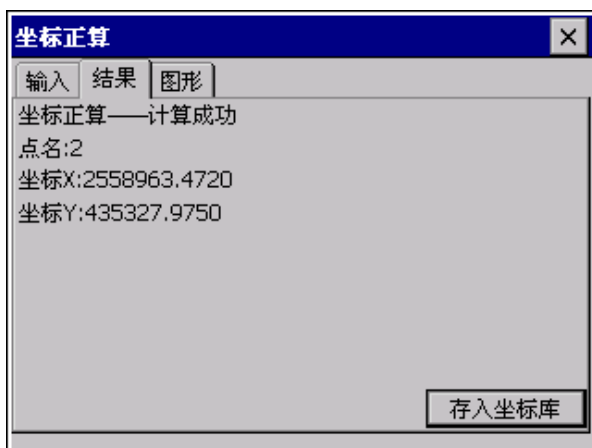 坐标正算
输入 结果 图形
坐标正算——计算成功
点名:2
坐标X:2558963.4720
坐标Y:435327.9750
存入坐标库